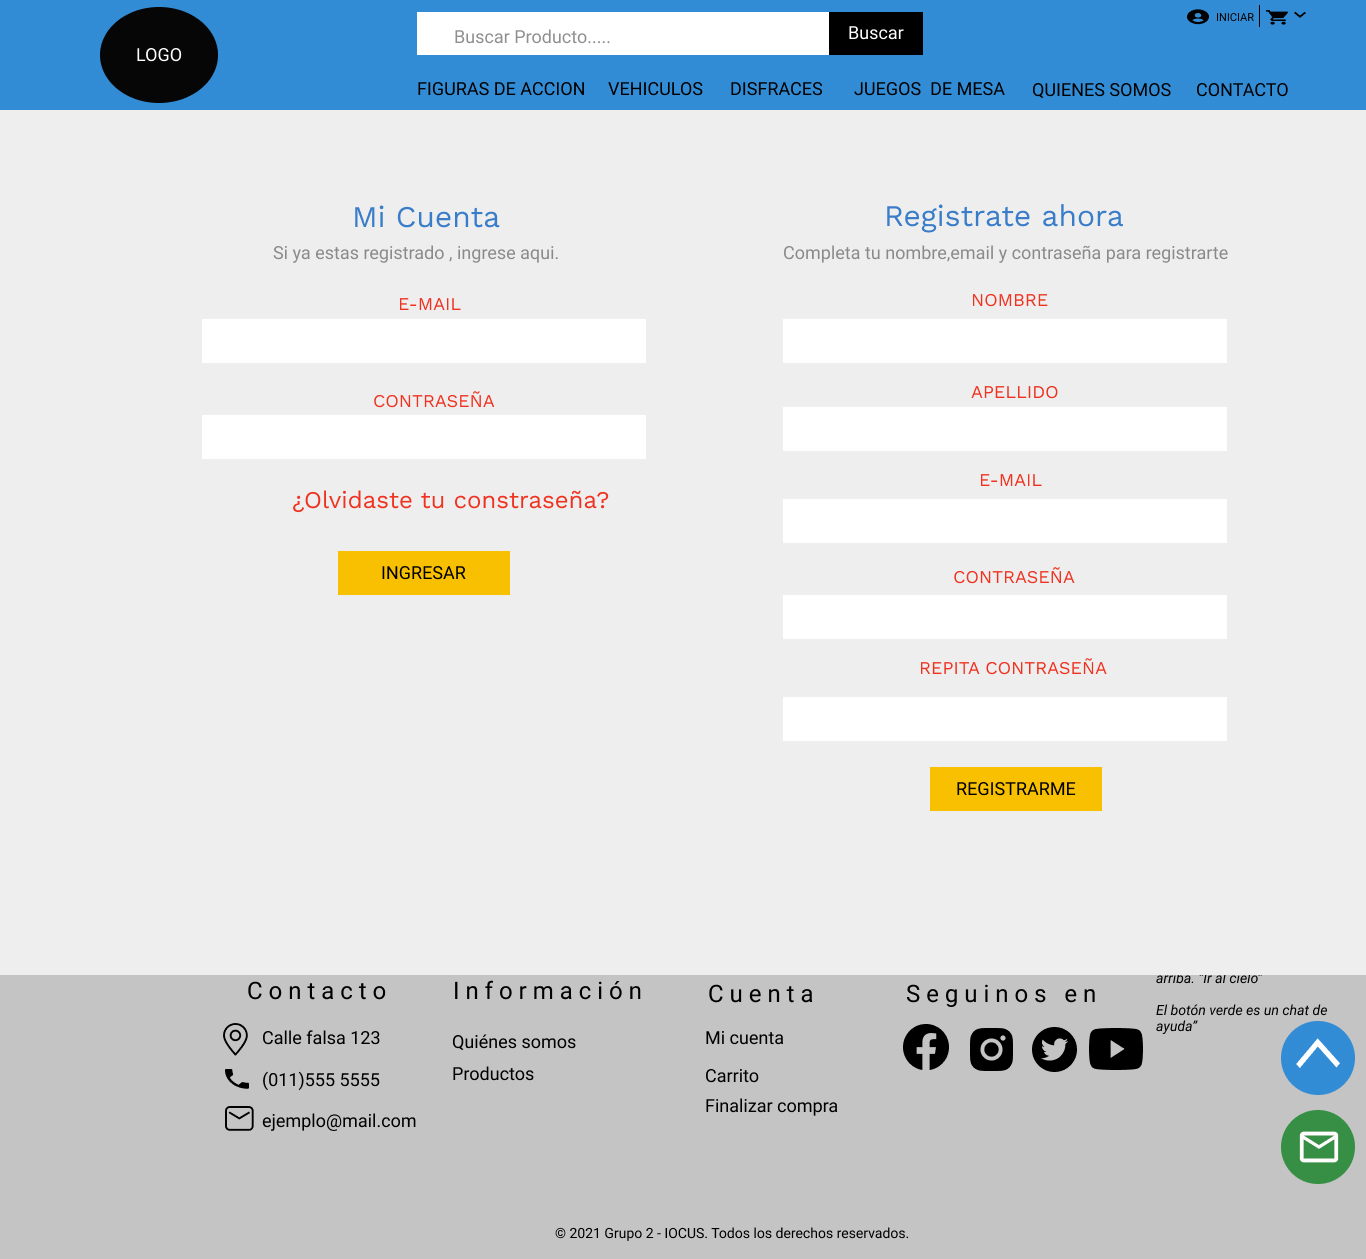 LOGO
Buscar Producto.....
Buscar
INICIAR
FIGURAS DE ACCION
VEHICULOS
DISFRACES
JUEGOS DE MESA
QUIENES SOMOS
CONTACTO
Mi Cuenta
Si ya estas registrado , ingrese aqui.
E-MAIL
CONTRASEÑA
¿Olvidaste tu constraseña?
INGRESAR
Registrate ahora
Completa tu nombre,email y contraseña para registrarte
NOMBRE
APELLIDO
E-MAIL
CONTRASEÑA
REPITA CONTRASEÑA
REGISTRARME
Contacto
Calle falsa 123
(011)555 5555
ejemplo@mail.com
Información
Quiénes somos
Productos
Cuenta
Mi cuenta
Carrito
Finalizar compra
Seguinos en
arriba. "Ir al cielo"
El botón verde es un chat de
ayuda”
© 2021 Grupo 2 - IOCUS. Todos los derechos reservados.